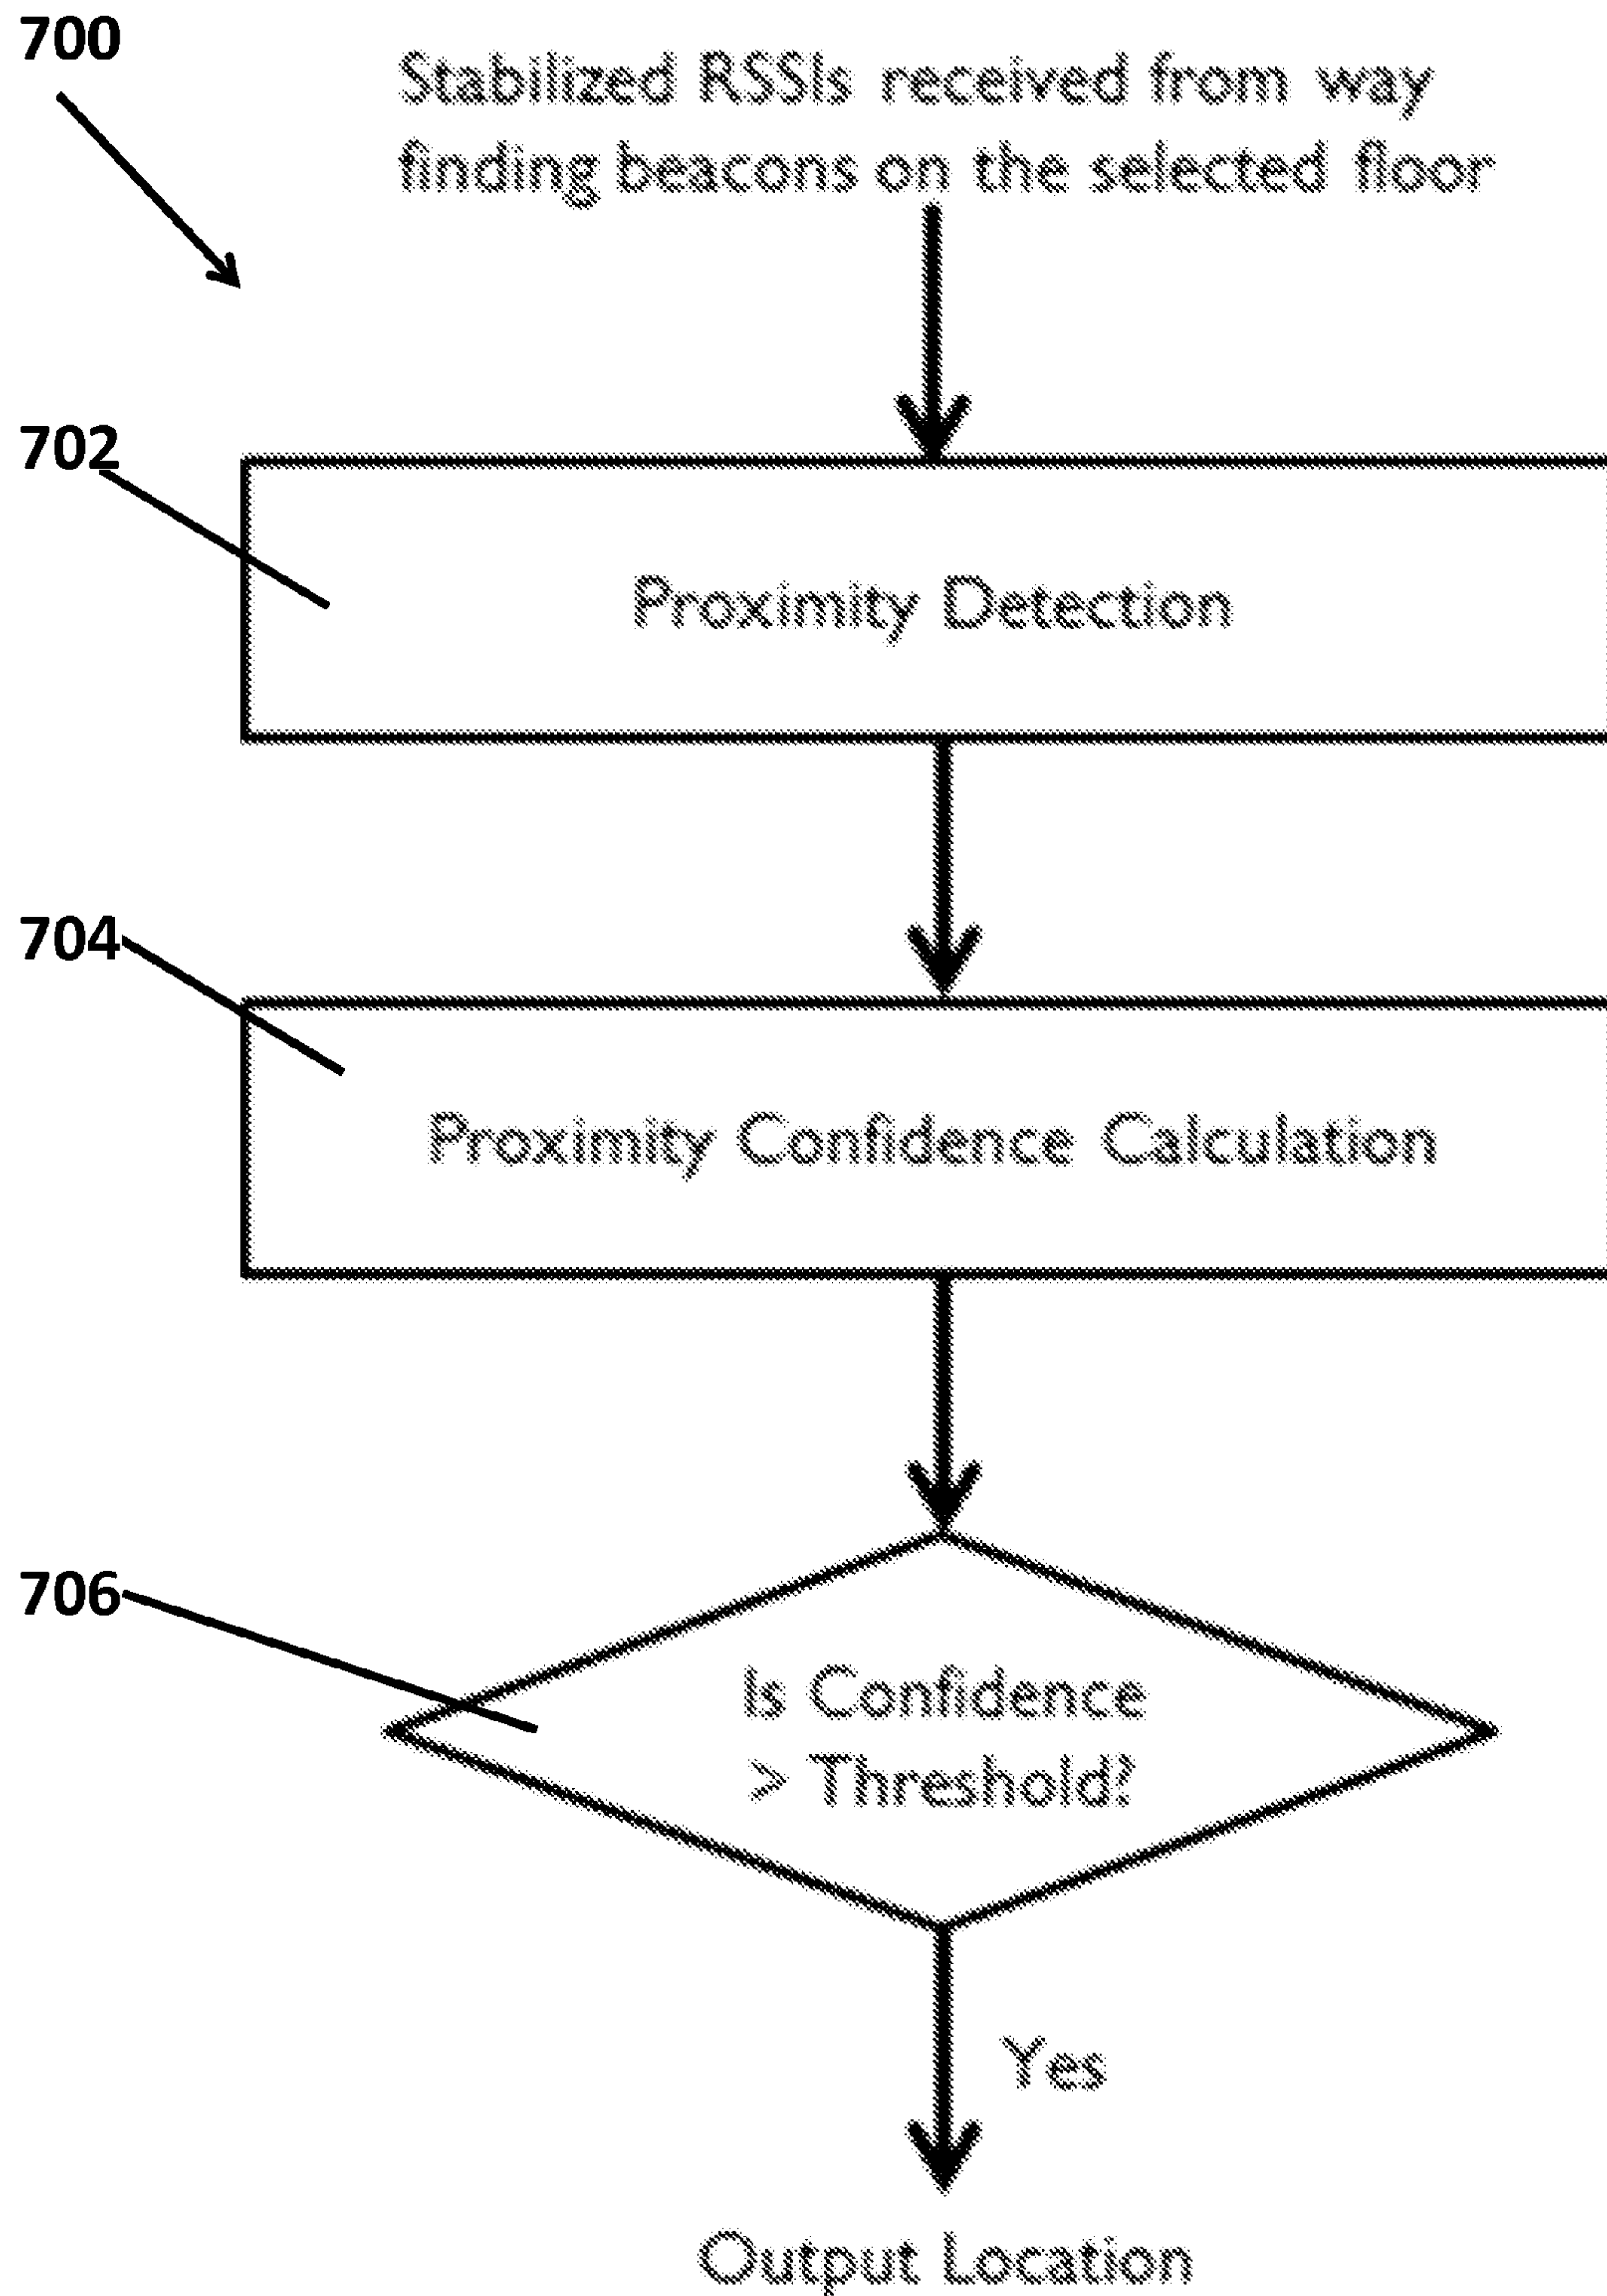 700
Stabilized RSSIs received from way
finding beacons on the selected floor
702
Proximity Detection
704
Proximity Confidence Calculation
706
Is Confidence
> Threshold?
Yes
Output Location